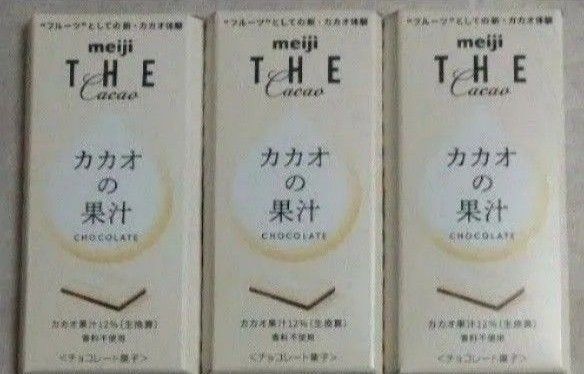 "フルーツ"としての新・カカオ体験
meiji
THE
Cacao
カカオ
の
果汁
CHOCOLATE
カカオ果汁12%(生換算)
香料不使用
<チョコレート菓子>
"フルーツ"としての新・カカオ体験
meiji
THE
Cacao
カカオ
の
果汁
CHOCOLATE
カカオ果汁12%(生換算)
香料不使用
<チョコレート菓子>
"フルーツ"としての新・カカオ体験
meiji
THE
Cacao
カカオ
の
果汁
CHOCOLATE
カカオ果汁12%(生換算)
香料不使用
<チョコレート菓子>